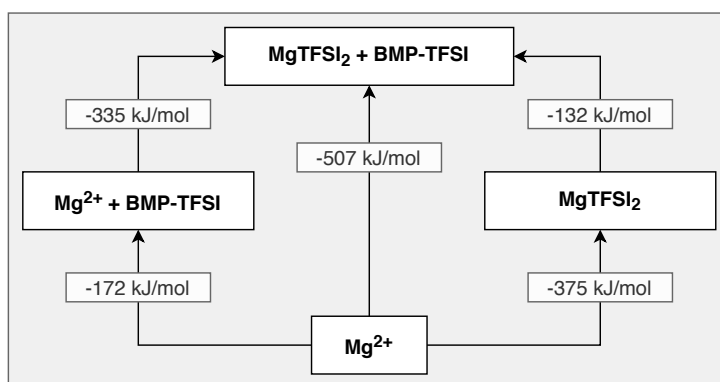 MgTFSI₂ + BMP-TFSI
-335 kJ/mol
-132 kJ/mol
-507 kJ/mol
Mg²⁺ + BMP-TFSI
MgTFSI₂
-172 kJ/mol
-375 kJ/mol
Mg²⁺